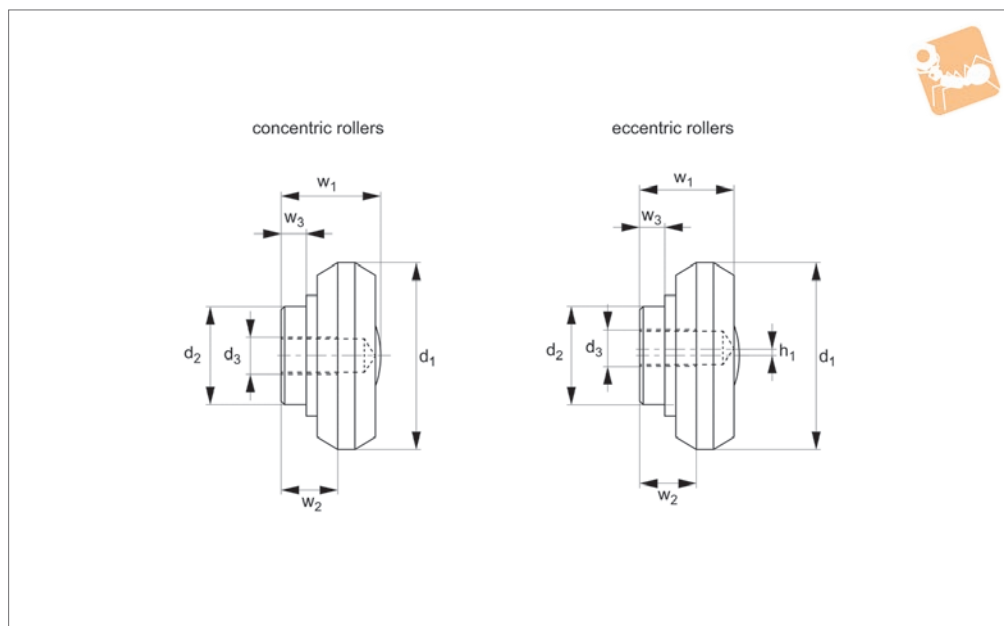 concentric rollers
eccentric rollers
w₁
w₁
w₃
w₃
d₂
d₃
d₁
d₂
d₃
h₁
d₁
w₂
w₂